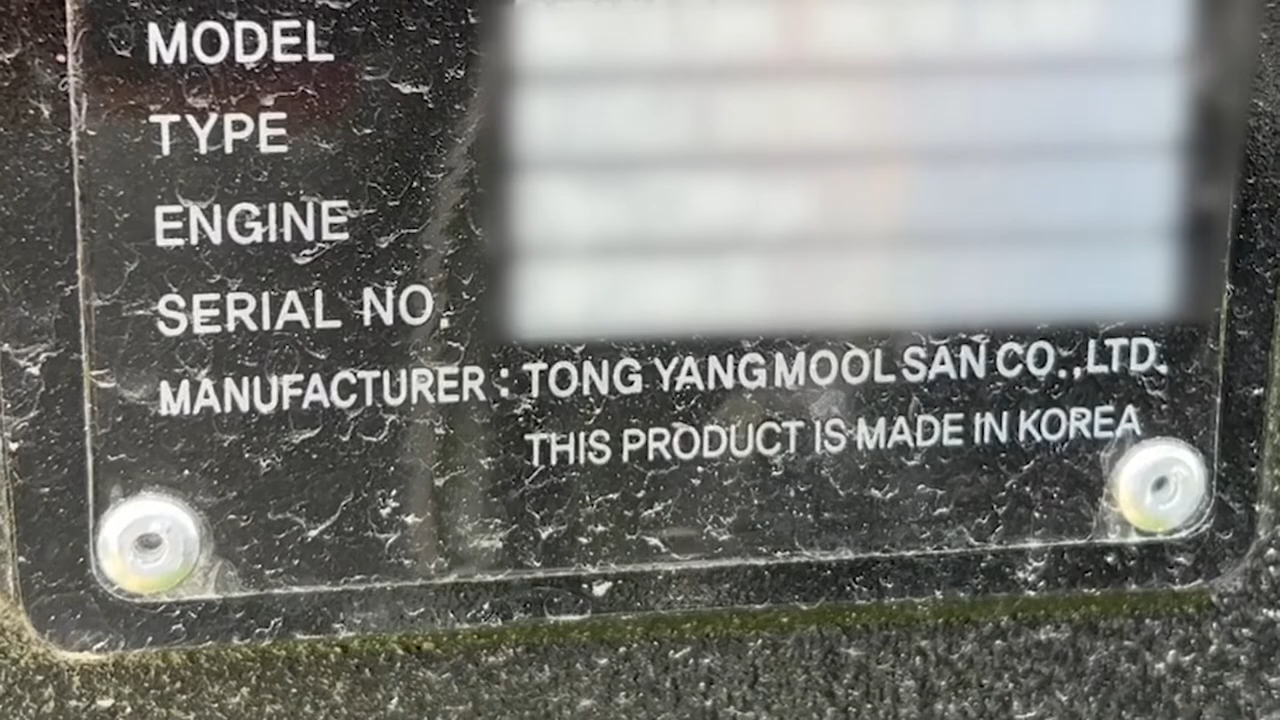 MODEL
TYPE
ENGINE
SERIAL NO.
MANUFACTURER : TONG YANG MOOL SAN CO.,LTD.
THIS PRODUCT IS MADE IN KOREA